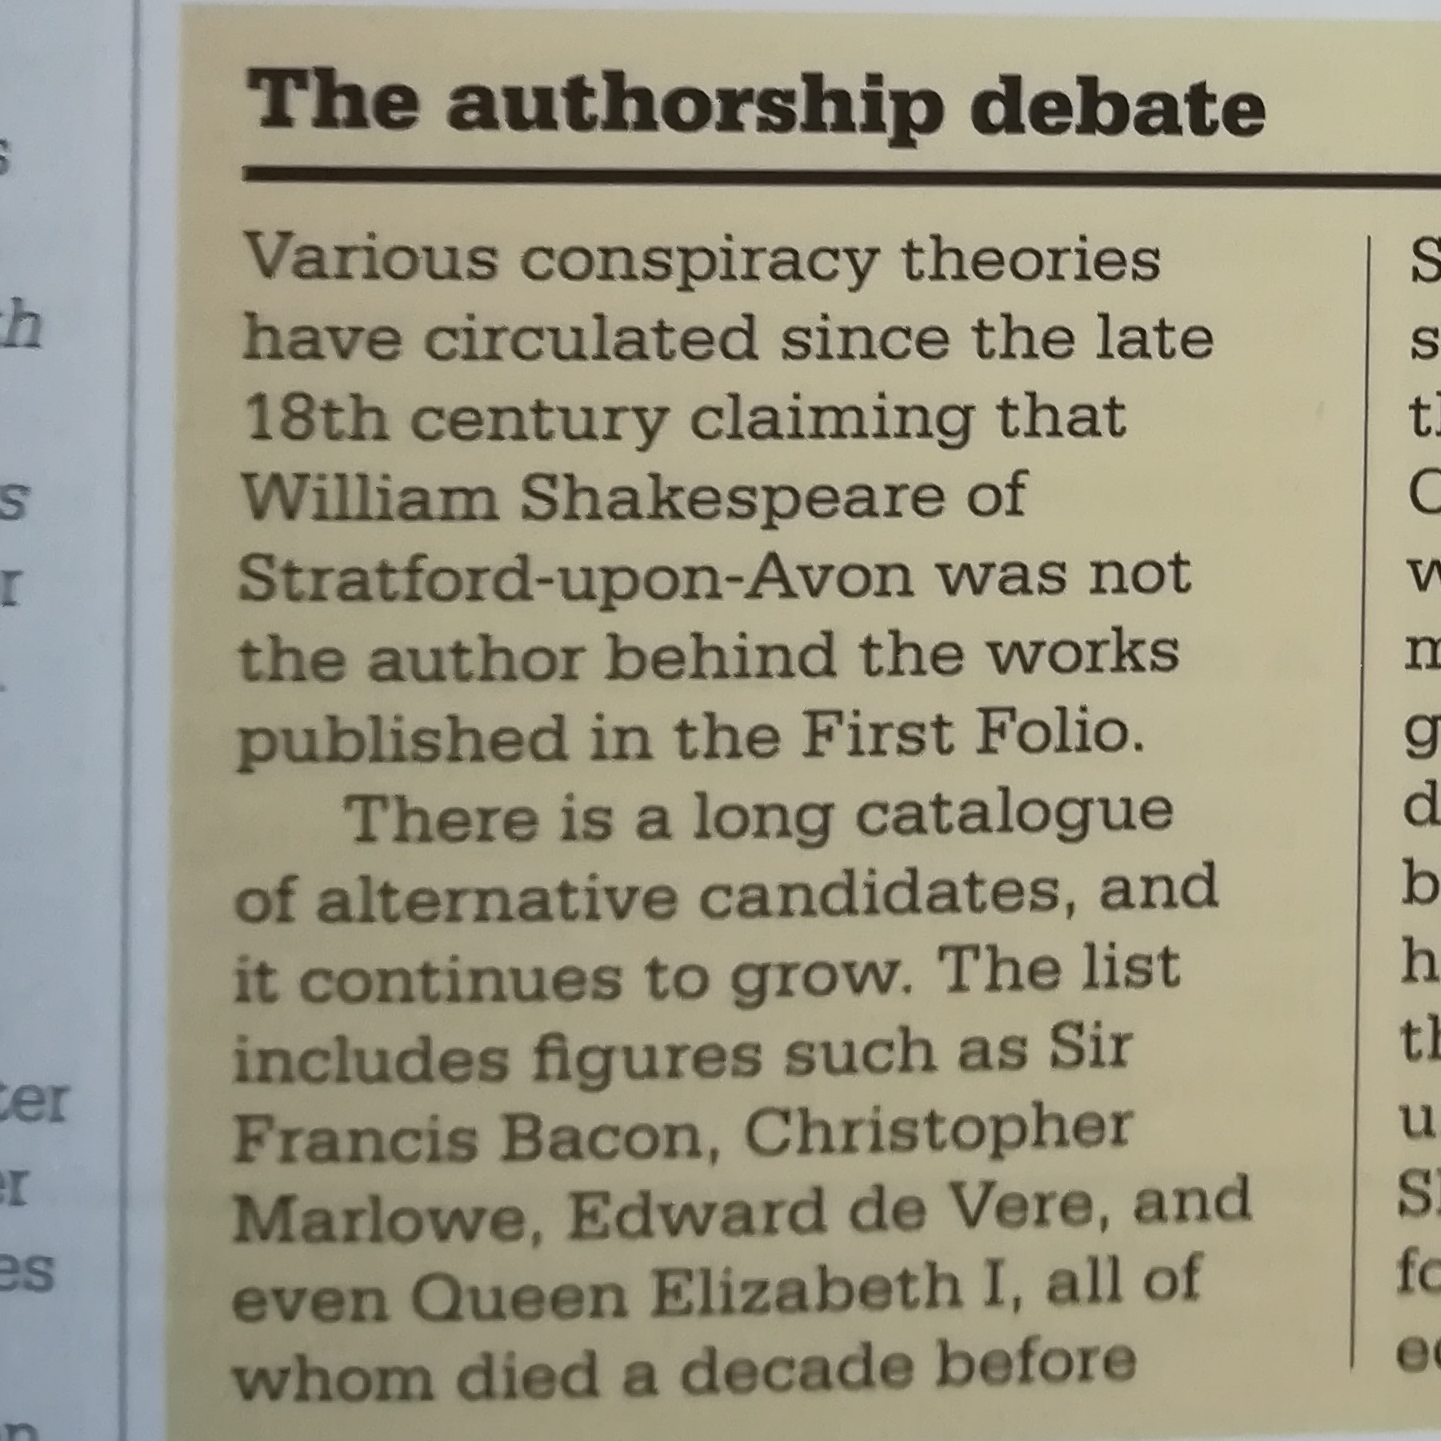 The authorship debate
Various conspiracy theories
have circulated since the late
18th century claiming that
William Shakespeare of
Stratford-upon-Avon was not
the author behind the works
published in the First Folio.
There is a long catalogue
of alternative candidates, and
it continues to grow. The list
includes figures such as Sir
Francis Bacon, Christopher
Marlowe, Edward de Vere, and
even Queen Elizabeth I, all of
whom died a decade before